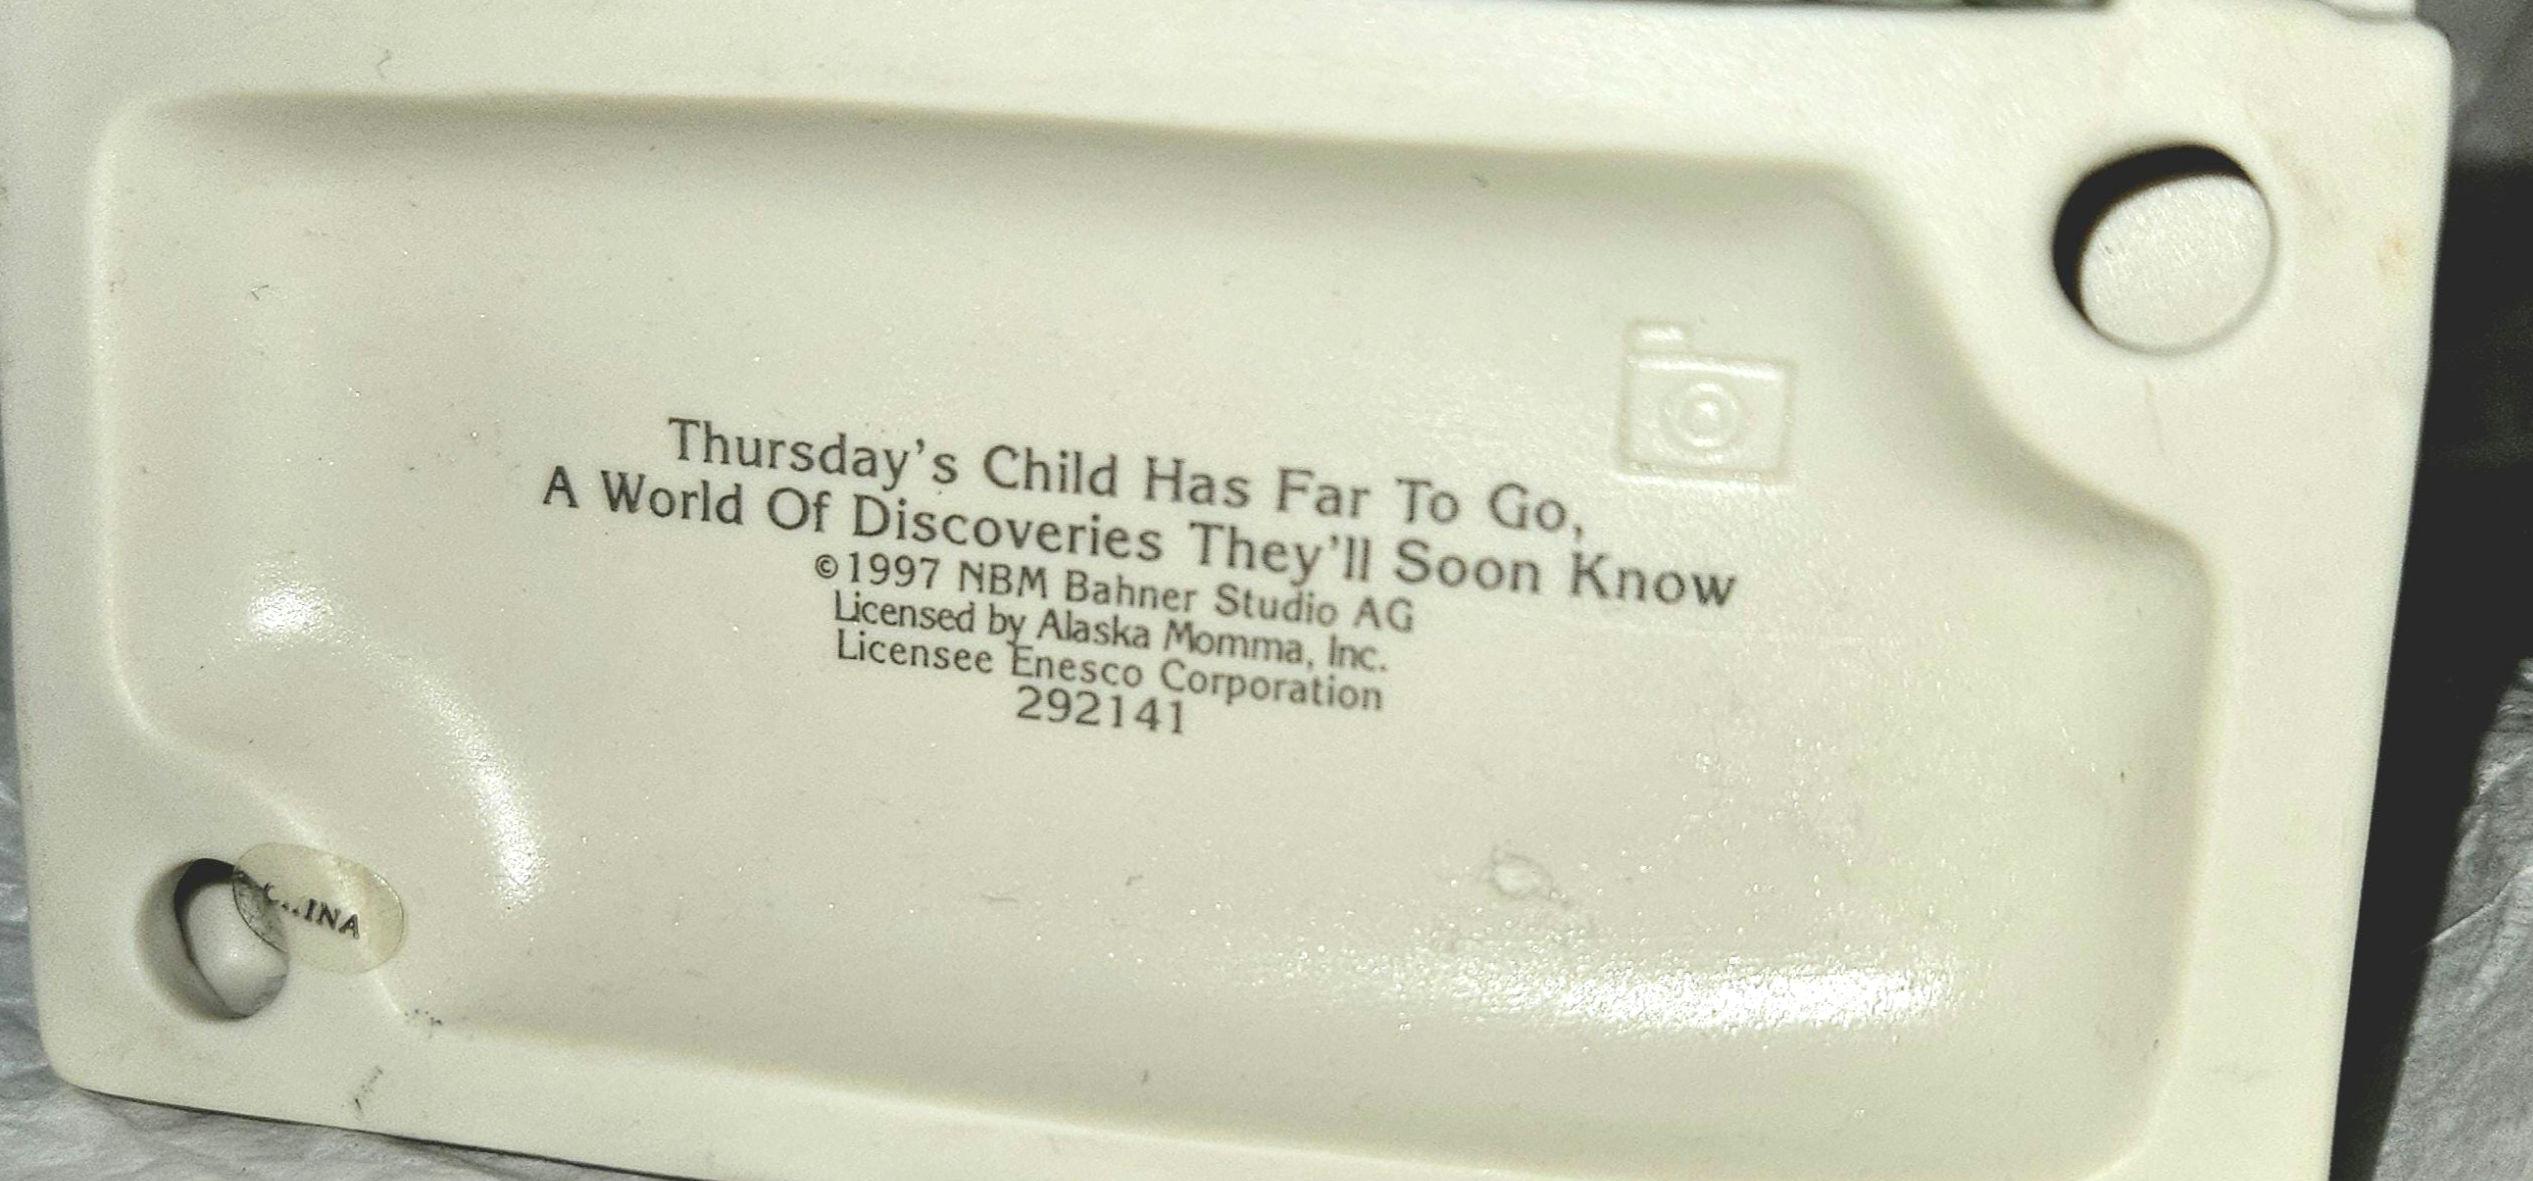 Thursday's Child Has Far To Go,
A World Of Discoveries They'll Soon Know
©1997 NBM Bahner Studio AG
Licensed by Alaska Momma, Inc.
Licensee Enesco Corporation
292141
CHINA